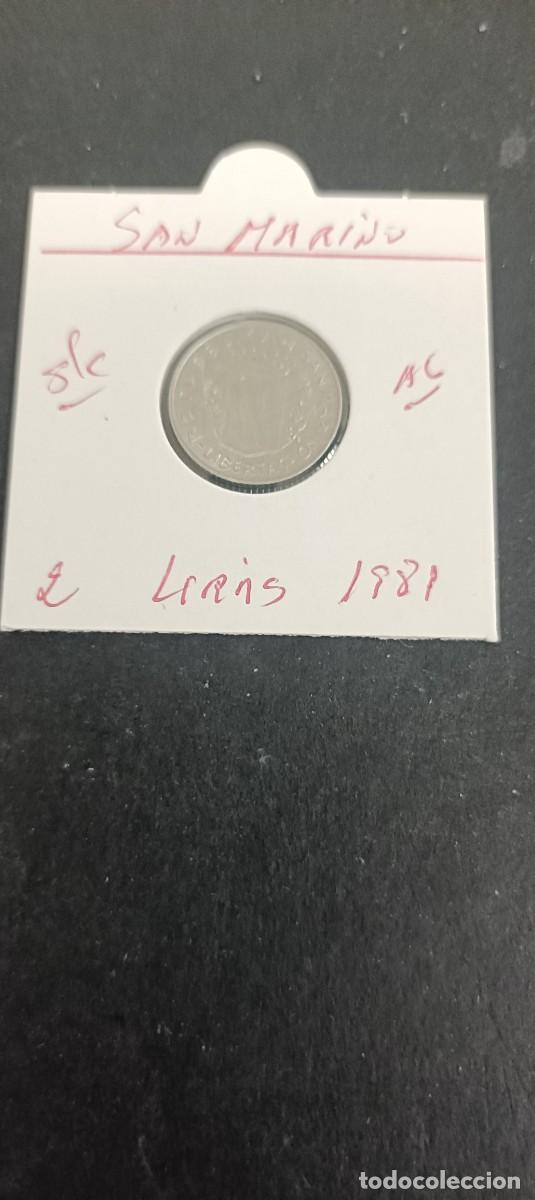 SAN MARINO
S/C
AC
2 LIRAS 1981
LIBERTAS
todocoleccion